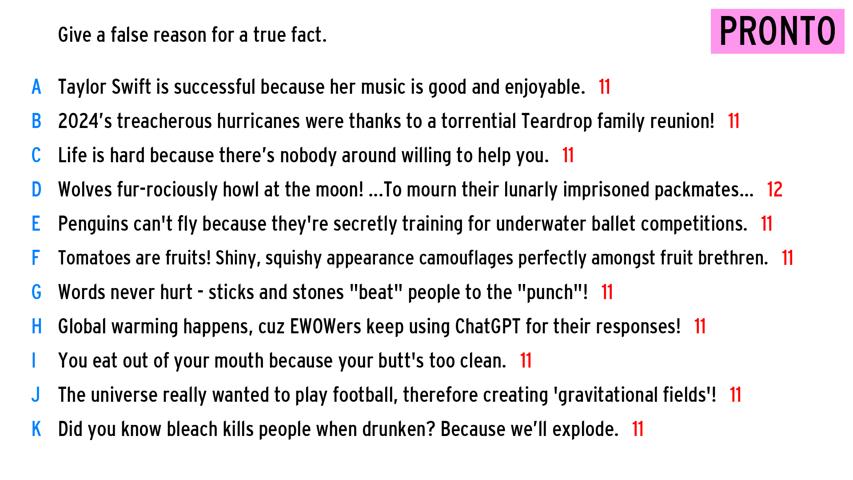 Give a false reason for a true fact.
PRONTO
A Taylor Swift is successful because her music is good and enjoyable. 11
B 2024's treacherous hurricanes were thanks to a torrential Teardrop family reunion! 11
C Life is hard because there's nobody around willing to help you. 11
D Wolves fur-rociously howl at the moon! ...To mourn their lunarly imprisoned packmates... 12
E Penguins can't fly because they're secretly training for underwater ballet competitions. 11
F Tomatoes are fruits! Shiny, squishy appearance camouflages perfectly amongst fruit brethren. 11
G Words never hurt - sticks and stones "beat" people to the "punch"! 11
H Global warming happens, cuz EWOWers keep using ChatGPT for their responses! 11
I You eat out of your mouth because your butt's too clean. 11
J The universe really wanted to play football, therefore creating 'gravitational fields'! 11
K Did you know bleach kills people when drunken? Because we'll explode. 11